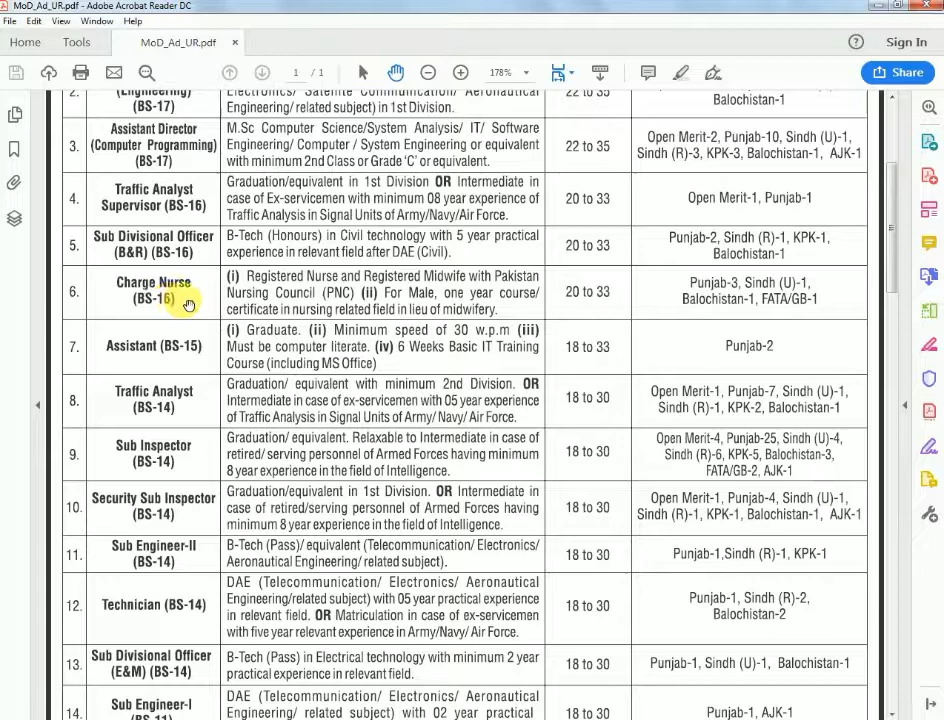 MoD_Ad_UR.pdf - Adobe Acrobat Reader DC
File Edit View Window Help
Home Tools MoD_Ad_UR.pdf × Sign In
1 / 1 178% Share
2. (Engineering) Electronics/ Satellite Communication/ Aeronautical 22 to 35
(BS-17) Engineering/ related subject) in 1st Division. Balochistan-1
3. Assistant Director (Computer Programming) (BS-17)
M.Sc Computer Science/System Analysis/ IT/ Software
Engineering/ Computer / System Engineering or equivalent
with minimum 2nd Class or Grade ‘C’ or equivalent.
22 to 35
Open Merit-2, Punjab-10, Sindh (U)-1,
Sindh (R)-3, KPK-3, Balochistan-1, AJK-1
4. Traffic Analyst
Supervisor (BS-16)
Graduation/equivalent in 1st Division OR Intermediate in
case of Ex-servicemen with minimum 08 year experience of
Traffic Analysis in Signal Units of Army/Navy/Air Force.
20 to 33
Open Merit-1, Punjab-1
5. Sub Divisional Officer
(B&R) (BS-16)
B-Tech (Honours) in Civil technology with 5 year practical
experience in relevant field after DAE (Civil).
20 to 33
Punjab-2, Sindh (R)-1, KPK-1,
Balochistan-1
6. Charge Nurse
(BS-16)
(i) Registered Nurse and Registered Midwife with Pakistan
Nursing Council (PNC) (ii) For Male, one year course/
certificate in nursing related field in lieu of midwifery.
20 to 33
Punjab-3, Sindh (U)-1,
Balochistan-1, FATA/GB-1
7. Assistant (BS-15)
(i) Graduate. (ii) Minimum speed of 30 w.p.m (iii)
Must be computer literate. (iv) 6 Weeks Basic IT Training
Course (including MS Office)
18 to 33
Punjab-2
8. Traffic Analyst
(BS-14)
Graduation/ equivalent with minimum 2nd Division. OR
Intermediate in case of ex-servicemen with 05 year experience
of Traffic Analysis in Signal Units of Army/ Navy/ Air Force.
18 to 30
Open Merit-1, Punjab-7, Sindh (U)-1,
Sindh (R)-1, KPK-2, Balochistan-1
9. Sub Inspector
(BS-14)
Graduation/ equivalent. Relaxable to Intermediate in case of
retired/ serving personnel of Armed Forces having minimum
8 year experience in the field of Intelligence.
18 to 30
Open Merit-4, Punjab-25, Sindh (U)-4,
Sindh (R)-6, KPK-5, Balochistan-3,
FATA/GB-2, AJK-1
10. Security Sub Inspector
(BS-14)
Graduation/equivalent in 1st Division. OR Intermediate in
case of retired/serving personnel of Armed Forces having
minimum 8 year experience in the field of Intelligence.
18 to 30
Open Merit-1, Punjab-4, Sindh (U)-1,
Sindh (R)-1, KPK-1, Balochistan-1, AJK-1
11. Sub Engineer-II
(BS-14)
B-Tech (Pass)/ equivalent (Telecommunication/ Electronics/
Aeronautical Engineering/ related subject).
18 to 30
Punjab-1,Sindh (R)-1, KPK-1
12. Technician (BS-14)
DAE (Telecommunication/ Electronics/ Aeronautical
Engineering/related subject) with 05 year practical experience
in relevant field. OR Matriculation in case of ex-servicemen
with five year relevant experience in Army/Navy/ Air Force.
18 to 30
Punjab-1, Sindh (R)-2,
Balochistan-2
13. Sub Divisional Officer
(E&M) (BS-14)
B-Tech (Pass) in Electrical technology with minimum 2 year
practical experience in relevant field.
18 to 30
Punjab-1, Sindh (U)-1, Balochistan-1
14. Sub Engineer-I
(BS-11)
DAE (Telecommunication/ Electronics/ Aeronautical
Engineering/ related subject) with 02 year practical
18 to 30
Punjab-1, AJK-1